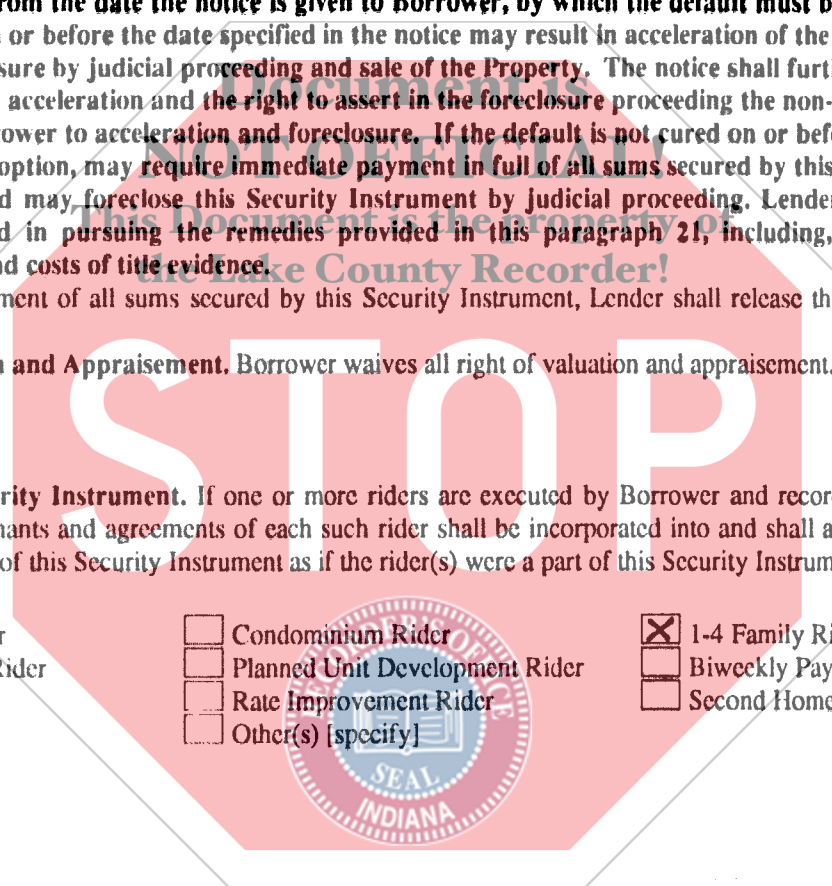 from the date the notice is given to Borrower, by which the default must b
or before the date specified in the notice may result in acceleration of the
sure by judicial proceeding and sale of the Property. The notice shall furt
acceleration and the right to assert in the foreclosure proceeding the non-
ower to acceleration and foreclosure. If the default is not cured on or bef
option, may require immediate payment in full of all sums secured by this
d may foreclose this Security Instrument by judicial proceeding. Lende
d in pursuing the remedies provided in this paragraph 21, including,
d costs of title evidence.
ment of all sums secured by this Security Instrument, Lender shall release th
and Appraisement. Borrower waives all right of valuation and appraisement.
rity Instrument. If one or more riders are executed by Borrower and recor
nants and agreements of each such rider shall be incorporated into and shall a
of this Security Instrument as if the rider(s) were a part of this Security Instrum
r Condominium Rider X 1-4 Family Ri
Rider Planned Unit Development Rider Biweekly Pay
Rate Improvement Rider Second Home
Other(s) [specify]
Document is
NOT OFFICIAL!
This Document is the property of
the Lake County Recorder!
STOP
RECORDER'S OFFICE
SEAL
INDIANA